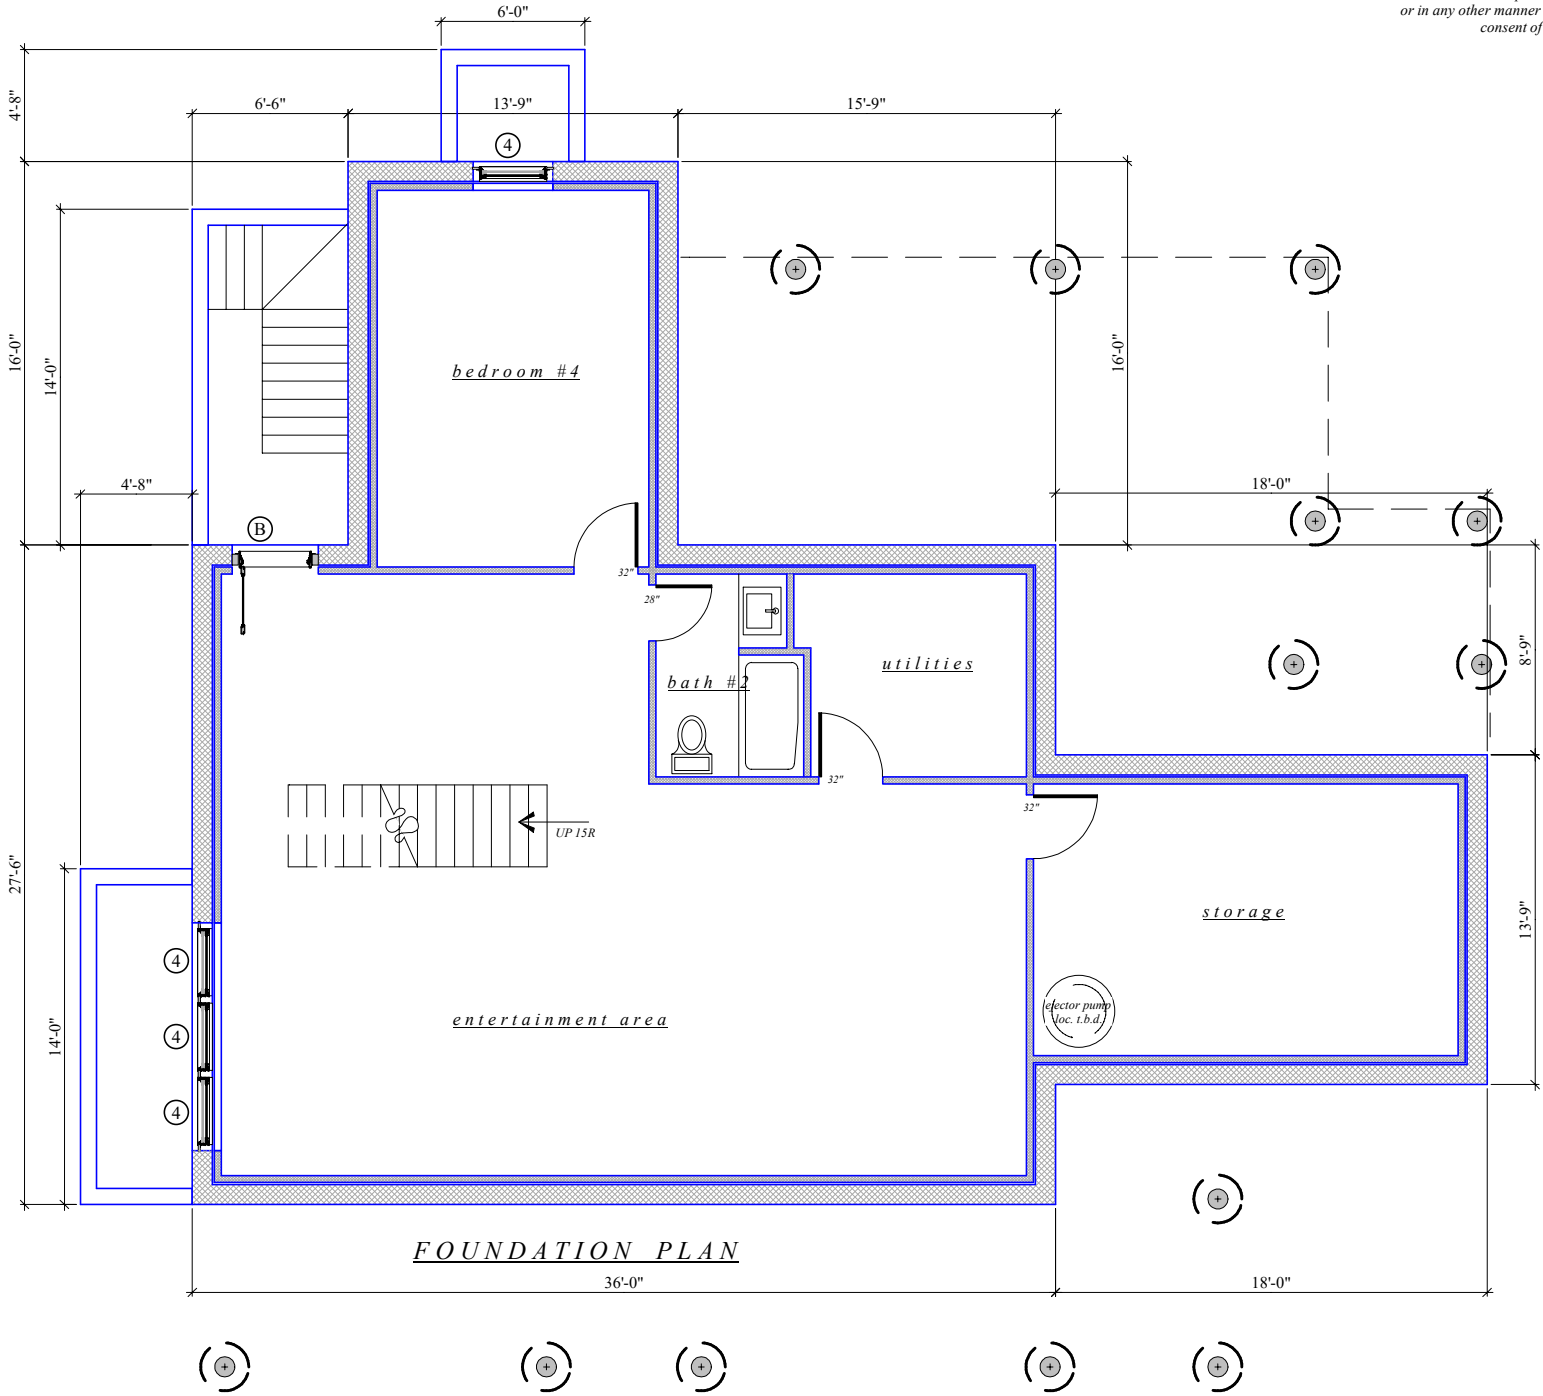 or in any other manner
consent of
6'-0"
4'-8"
6'-6"
13'-9"
15'-9"
4
16'-0"
14'-0"
bedroom #4
16'-0"
4'-8"
18'-0"
B
32"
28"
8'-9"
utilities
bath #2
32"
32"
UP 15R
27'-6"
storage
13'-9"
4
ejector pump
loc. t.b.d.
entertainment area
4
14'-0"
4
FOUNDATION PLAN
36'-0"
18'-0"